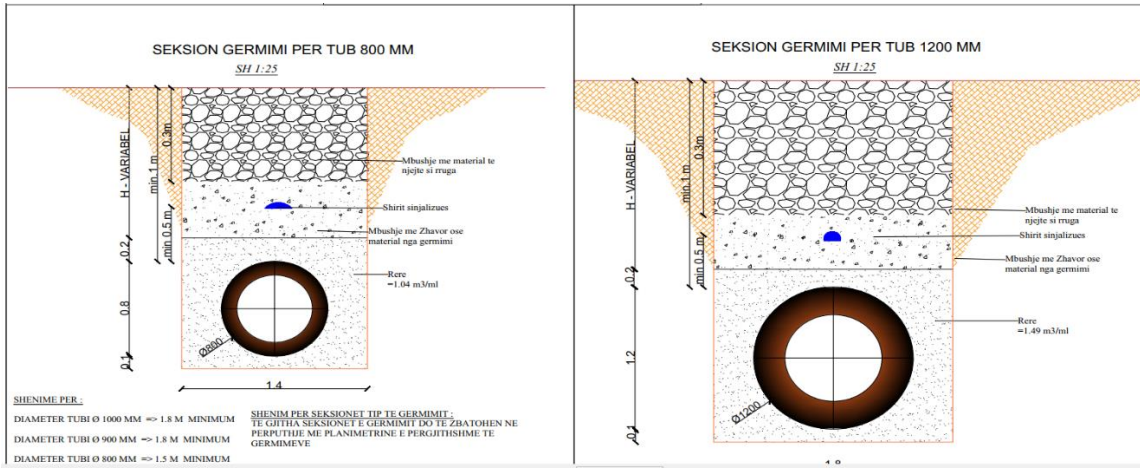 SEKSION GERMIMI PER TUB 800 MM
SH 1:25
H - VARIABEL
min 1 m
0.3m
min 0.5 m
0.2
0.8
0.1
1.4
Ø800
Mbushje me material te
njejte si rruga
Shirit sinjalizues
Mbushje me Zhavor ose
material nga germimi
Rere
=1.04 m3/ml
SHENIME PER :
DIAMETER TUBI Ø 1000 MM => 1.8 M MINIMUM
DIAMETER TUBI Ø 900 MM => 1.8 M MINIMUM
DIAMETER TUBI Ø 800 MM => 1.5 M MINIMUM
SHENIM PER SEKSIONET TIP TE GERMIMIT :
TE GJITHA SEKSIONET E GERMIMIT DO TE ZBATOHEN NE
PERPUTHJE ME PLANIMETRINE E PERGJITHSHME TE
GERMIMEVE
SEKSION GERMIMI PER TUB 1200 MM
SH 1:25
H - VARIABEL
min 1 m
0.3m
min 0.5 m
0.2
1.2
0.1
1.8
Ø1200
Mbushje me material te
njejte si rruga
Shirit sinjalizues
Mbushje me Zhavor ose
material nga germimi
Rere
=1.49 m3/ml